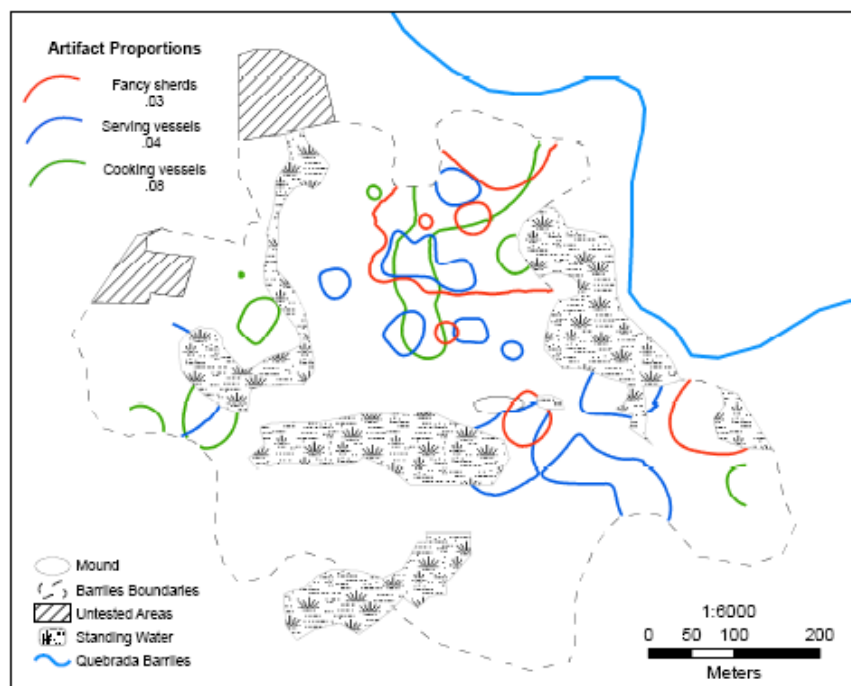 Artifact Proportions
Fancy sherds
.03
Serving vessels
.04
Cooking vessels
.08
Mound
Barriles Boundaries
Untested Areas
Standing Water
Quebrada Barriles
1:6000
0 50 100 200
Meters